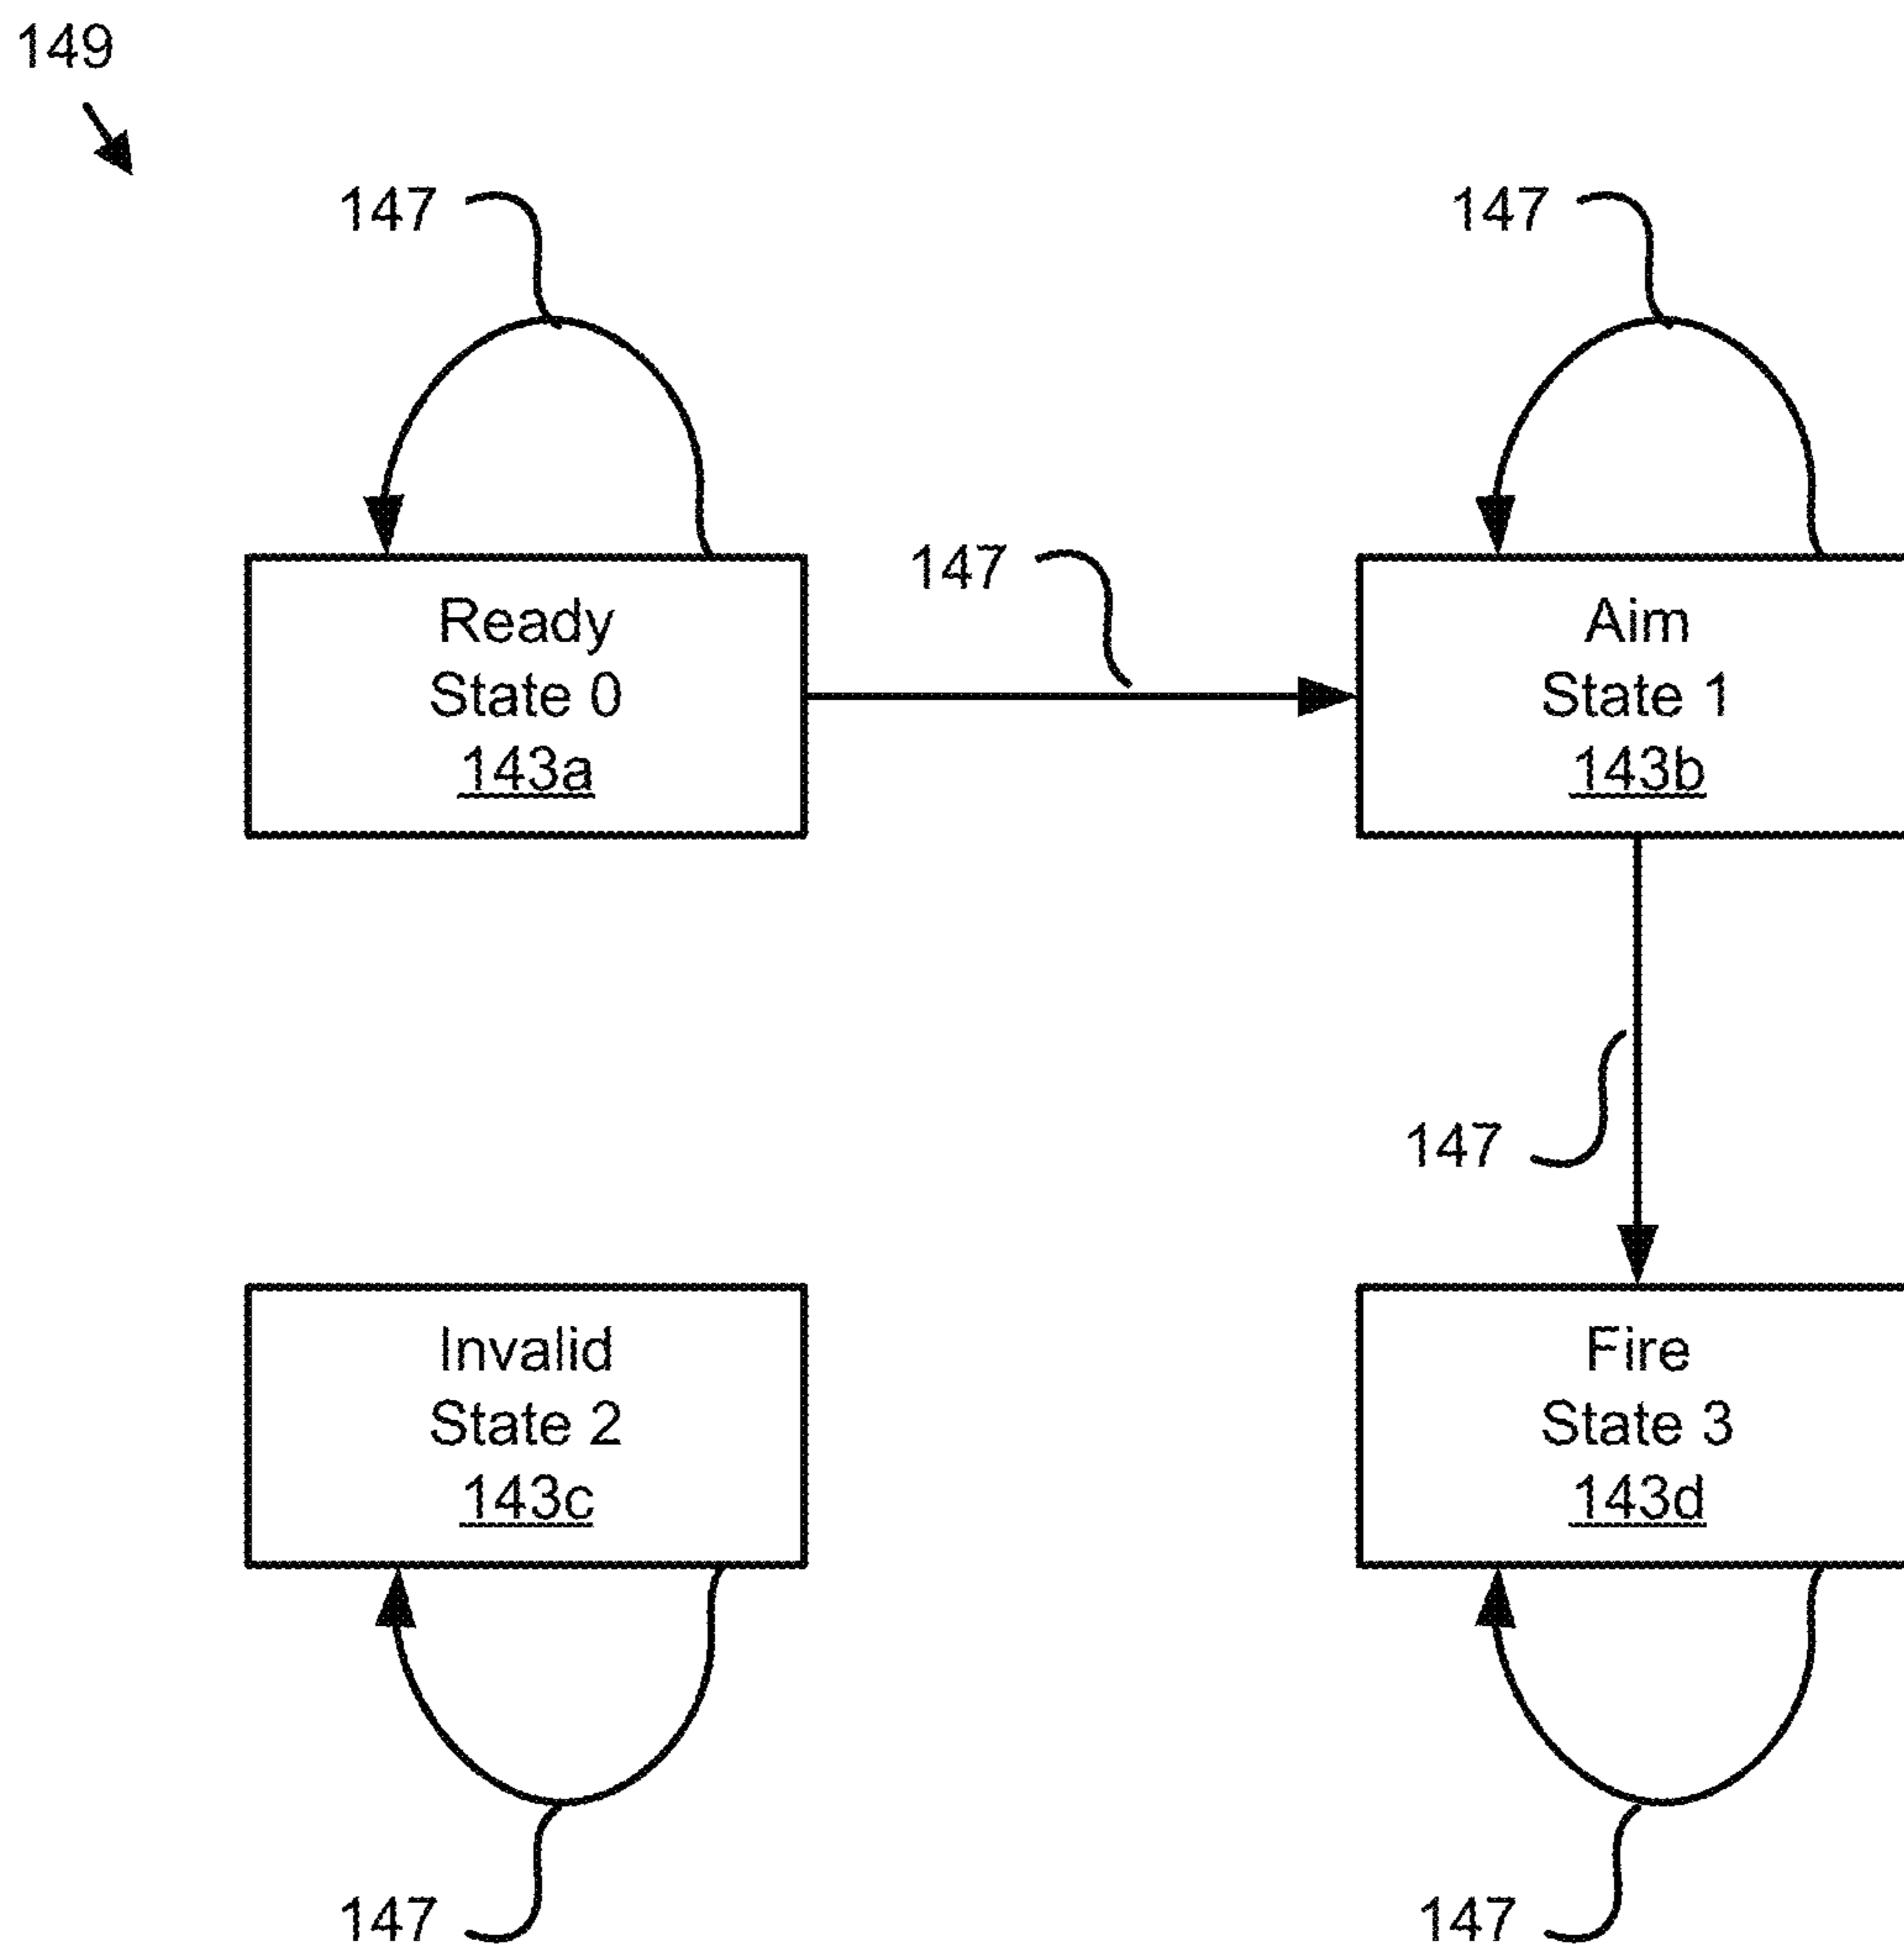 149
147
147
147
Ready
State 0
143a
Aim
State 1
143b
147
Invalid
State 2
143c
Fire
State 3
143d
147
147